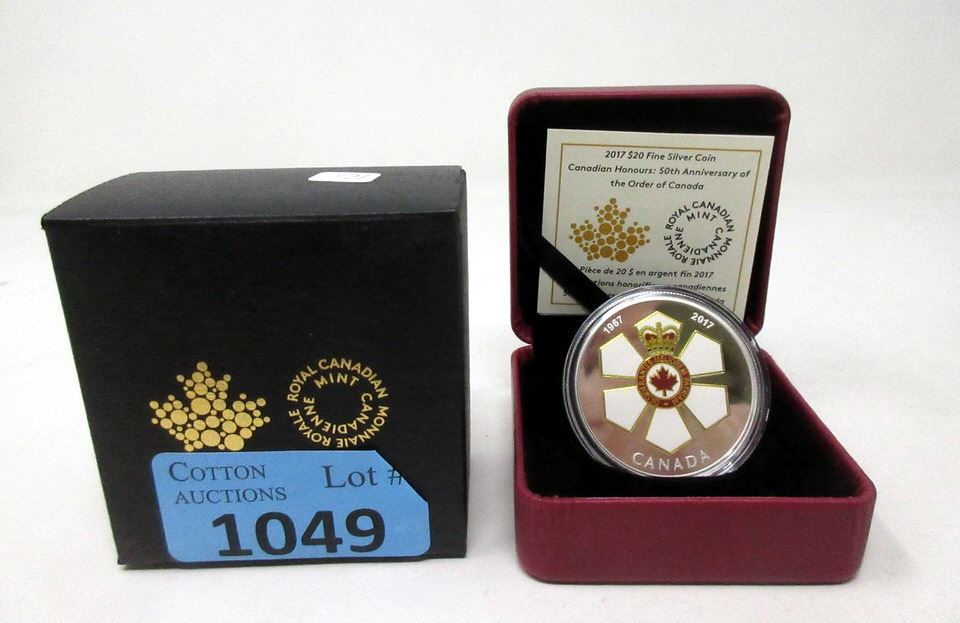 ROYAL CANADIAN MINT
MONNAIE ROYALE CANADIENNE
COTTON Lot #
AUCTIONS
1049
2017 $20 Fine Silver Coin
Canadian Honours: 50th Anniversary of
the Order of Canada
ROYAL CANADIAN MINT
MONNAIE ROYALE CANADIENNE
Pièce de 20 $ en argent fin 2017
canadiennes
1967 2017
CANADA